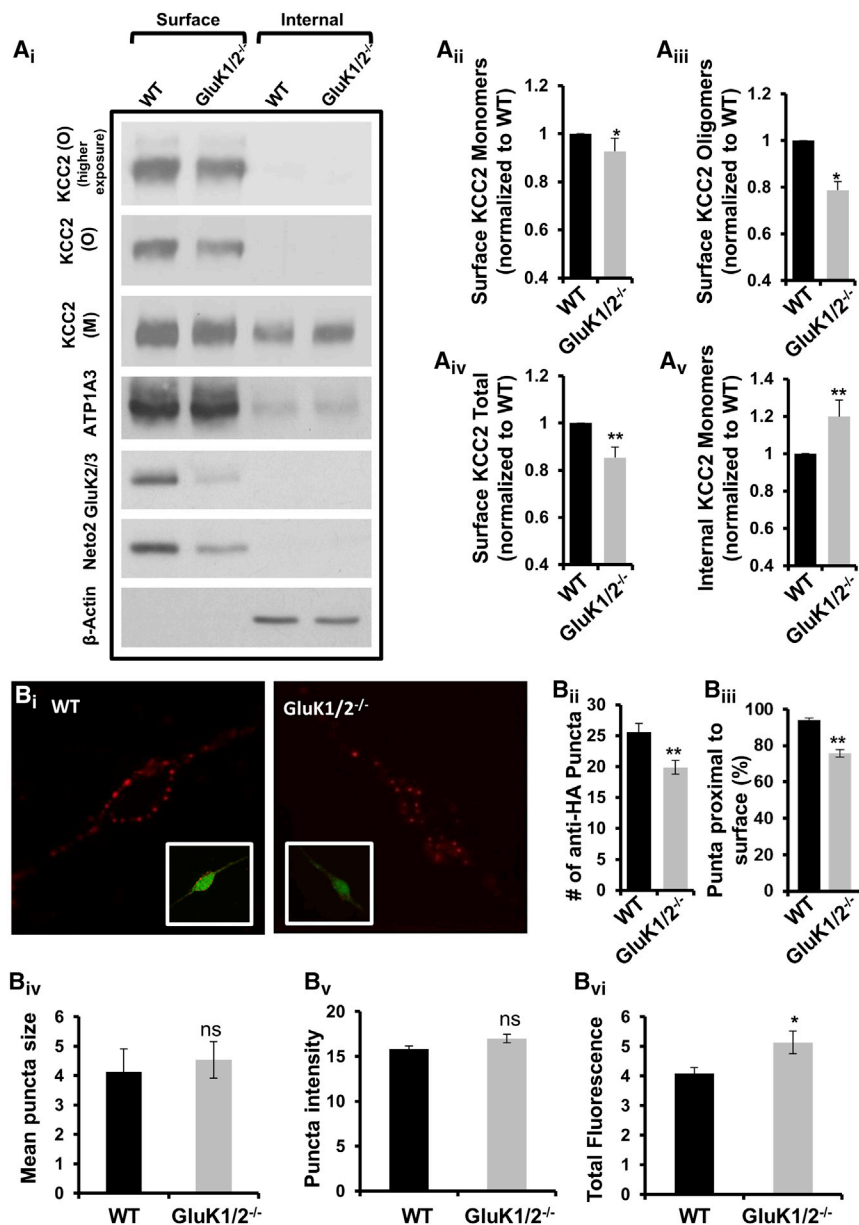 Surface Internal
Ai
WT GluK1/2-/- WT GluK1/2-/-
KCC2 (O)
(higher
exposure)
KCC2
(O)
KCC2
(M)
ATP1A3
GluK2/3
Neto2
β-Actin
Aii
Surface KCC2 Monomers
(normalized to WT)
1.2
1
0.8
0.6
0.4
*
WT
GluK1/2-/-
Aiii
Surface KCC2 Oligomers
(normalized to WT)
1.2
1
0.8
0.6
0.4
*
WT
GluK1/2-/-
Aiv
Surface KCC2 Total
(normalized to WT)
1.2
1
0.8
0.6
0.4
**
WT
GluK1/2-/-
Av
Internal KCC2 Monomers
(normalized to WT)
1.4
1.2
1
0.8
0.6
0.4
**
WT
GluK1/2-/-
Bi
WT
GluK1/2-/-
Bii
# of anti-HA Puncta
30
25
20
15
10
5
0
**
WT
GluK1/2-/-
Biii
Punta proximal to
surface (%)
100
80
60
40
20
0
**
WT
GluK1/2-/-
Biv
Mean puncta size
6
5
4
3
2
1
0
ns
WT GluK1/2-/-
Bv
Puncta intensity
20
15
10
5
0
ns
WT GluK1/2-/-
Bvi
Total Fluorescence
6
5
4
3
2
1
0
*
WT GluK1/2-/-